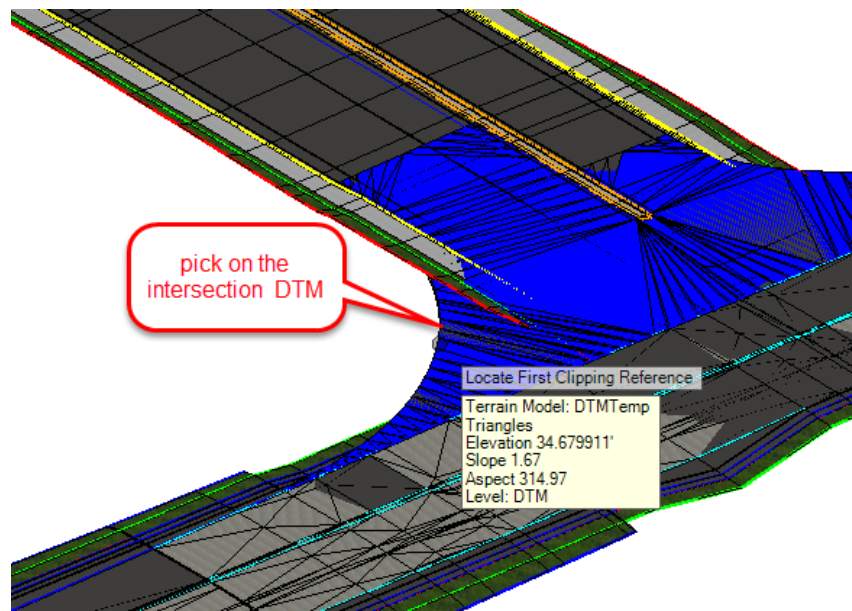 pick on the
intersection DTM
Locate First Clipping Reference
Terrain Model: DTMTemp
Triangles
Elevation 34.679911'
Slope 1.67
Aspect 314.97
Level: DTM